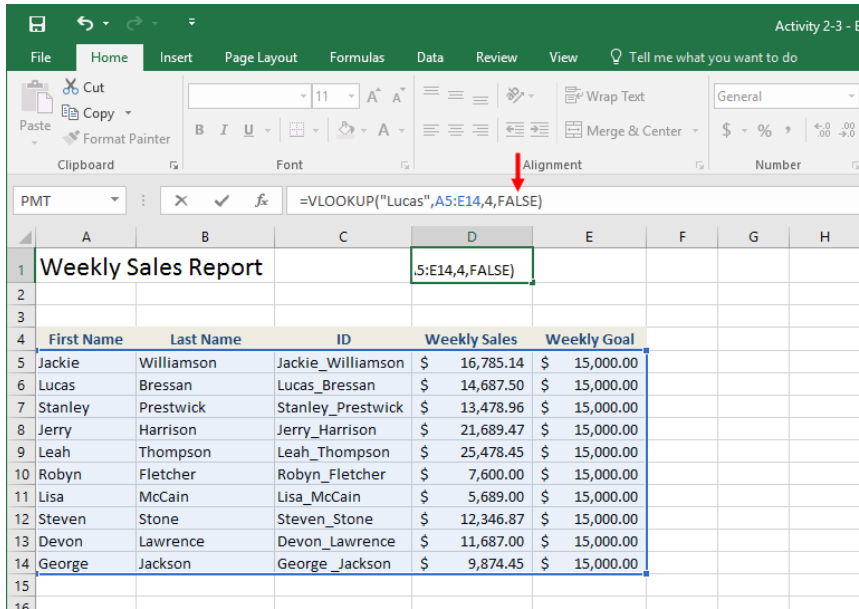 Activity 2-3 - E
File Home Insert Page Layout Formulas Data Review View Tell me what you want to do
Cut
Copy
Format Painter
Paste
11 A A
B I U A
Wrap Text
Merge & Center
General
$ % , .0 .00 .00 .0
Clipboard Font Alignment Number
PMT fx =VLOOKUP("Lucas",A5:E14,4,FALSE)
A B C D E F G H
1 Weekly Sales Report .5:E14,4,FALSE)
2
3
4 First Name Last Name ID Weekly Sales Weekly Goal
5 Jackie Williamson Jackie_Williamson $ 16,785.14 $ 15,000.00
6 Lucas Bressan Lucas_Bressan $ 14,687.50 $ 15,000.00
7 Stanley Prestwick Stanley_Prestwick $ 13,478.96 $ 15,000.00
8 Jerry Harrison Jerry_Harrison $ 21,689.47 $ 15,000.00
9 Leah Thompson Leah_Thompson $ 25,478.45 $ 15,000.00
10 Robyn Fletcher Robyn_Fletcher $ 7,600.00 $ 15,000.00
11 Lisa McCain Lisa_McCain $ 5,689.00 $ 15,000.00
12 Steven Stone Steven_Stone $ 12,346.87 $ 15,000.00
13 Devon Lawrence Devon_Lawrence $ 11,687.00 $ 15,000.00
14 George Jackson George _Jackson $ 9,874.45 $ 15,000.00
15
16